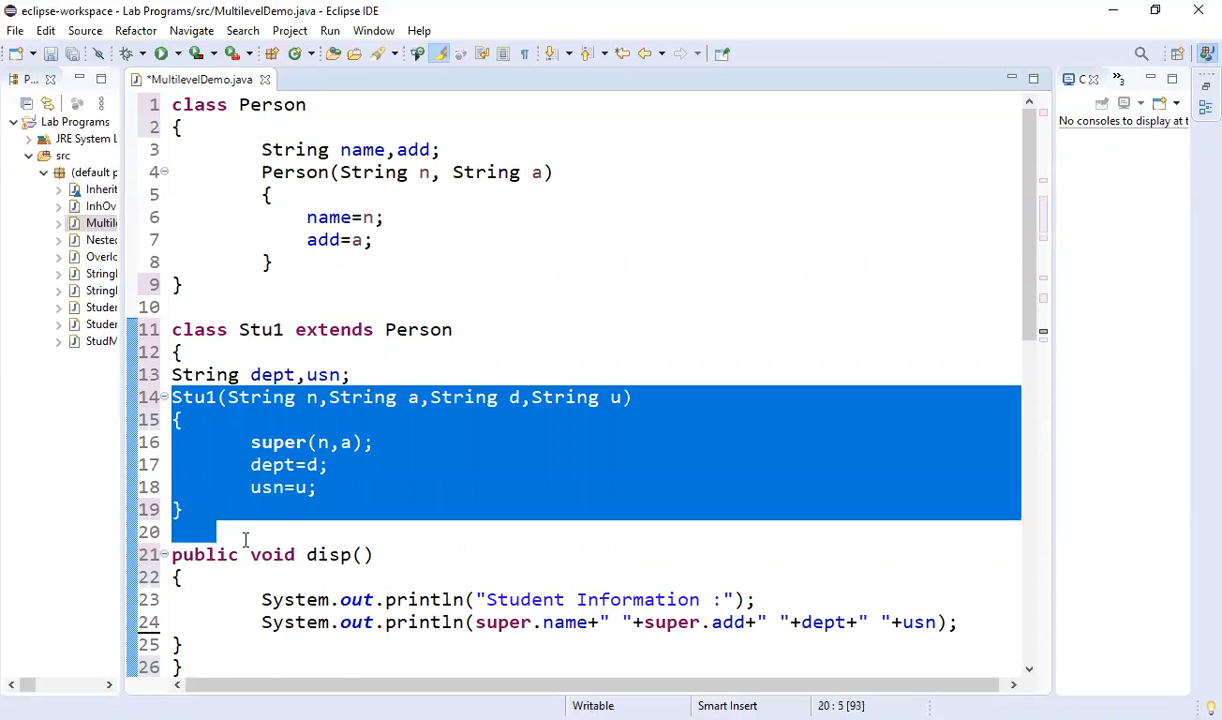 eclipse-workspace - Lab Programs/src/MultilevelDemo.java - Eclipse IDE
File Edit Source Refactor Navigate Search Project Run Window Help
P... *MultilevelDemo.java C »3
Lab Programs
JRE System L
src
(default p
Inherit
InhOv
Multile
Nested
Overlo
StringI
StringI
Studer
Studer
StudM
No consoles to display at t
1 class Person
2 {
3 String name,add;
4 Person(String n, String a)
5 {
6 name=n;
7 add=a;
8 }
9 }
10
11 class Stu1 extends Person
12 {
13 String dept,usn;
14 Stu1(String n,String a,String d,String u)
15 {
16 super(n,a);
17 dept=d;
18 usn=u;
19 }
20
21 public void disp()
22 {
23 System.out.println("Student Information :");
24 System.out.println(super.name+" "+super.add+" "+dept+" "+usn);
25 }
26 }
Writable Smart Insert 20 : 5 [93]